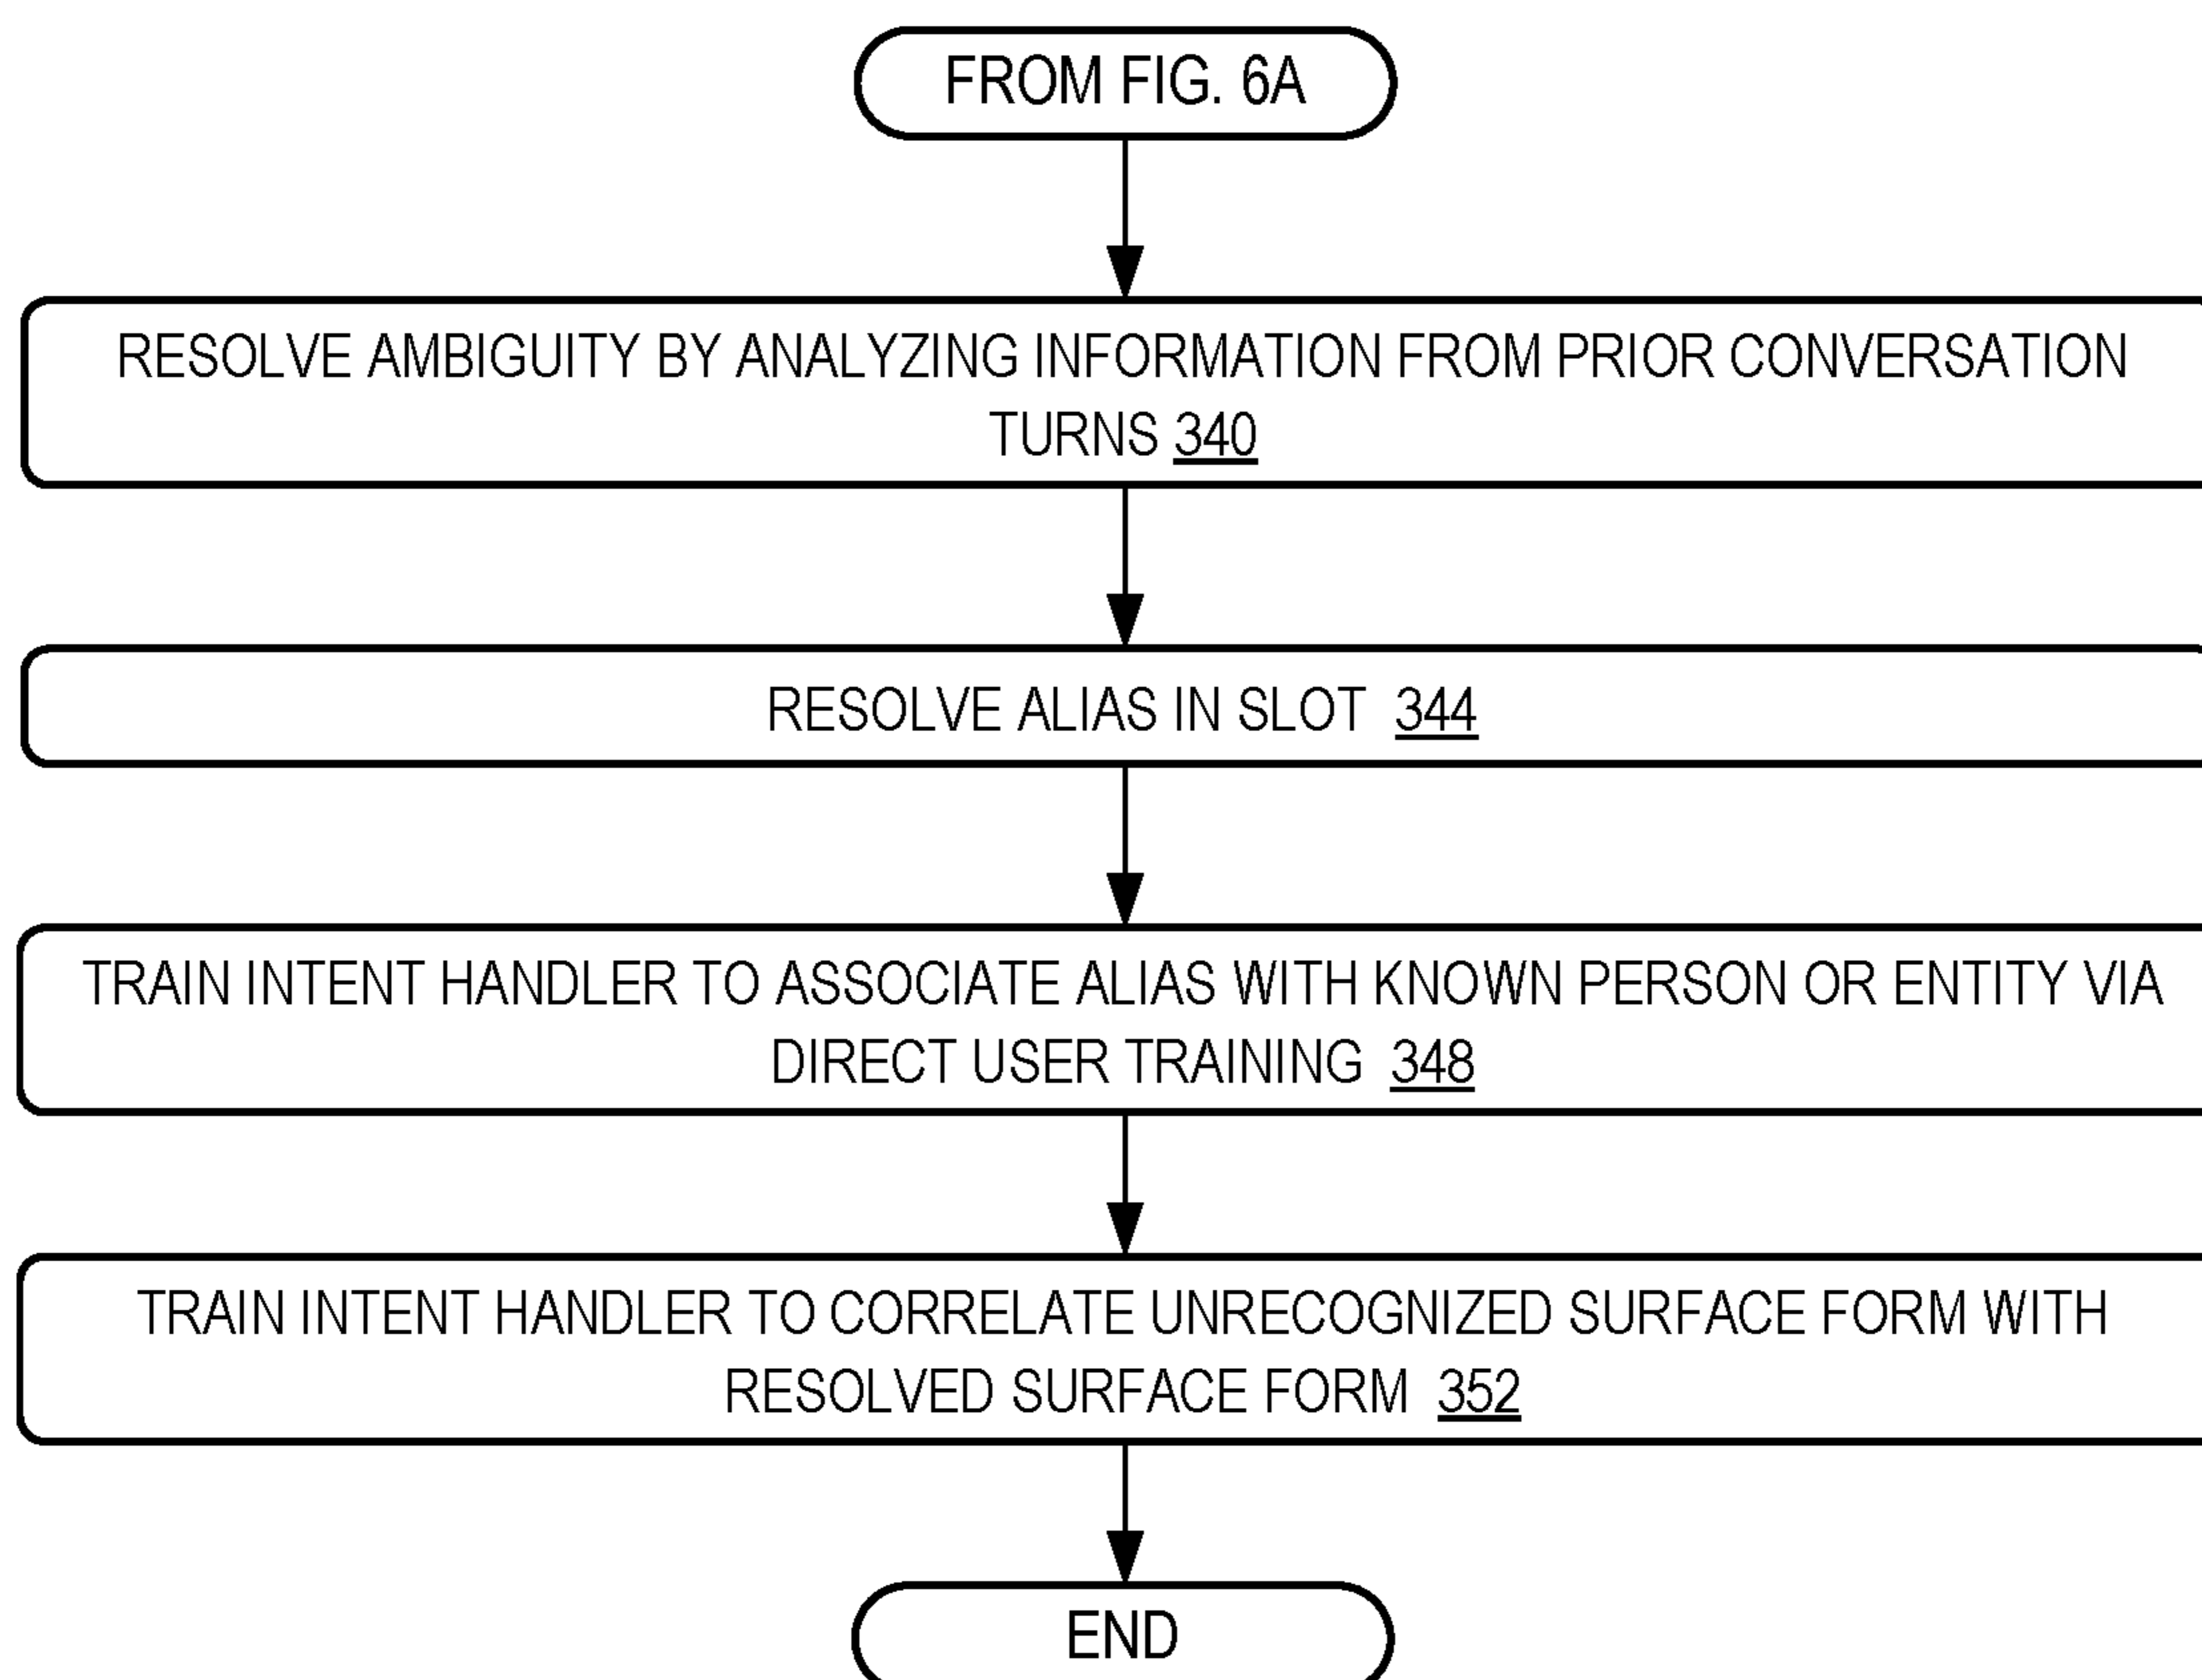 FROM FIG. 6A
RESOLVE AMBIGUITY BY ANALYZING INFORMATION FROM PRIOR CONVERSATION
TURNS 340
RESOLVE ALIAS IN SLOT 344
TRAIN INTENT HANDLER TO ASSOCIATE ALIAS WITH KNOWN PERSON OR ENTITY VIA
DIRECT USER TRAINING 348
TRAIN INTENT HANDLER TO CORRELATE UNRECOGNIZED SURFACE FORM WITH
RESOLVED SURFACE FORM 352
END